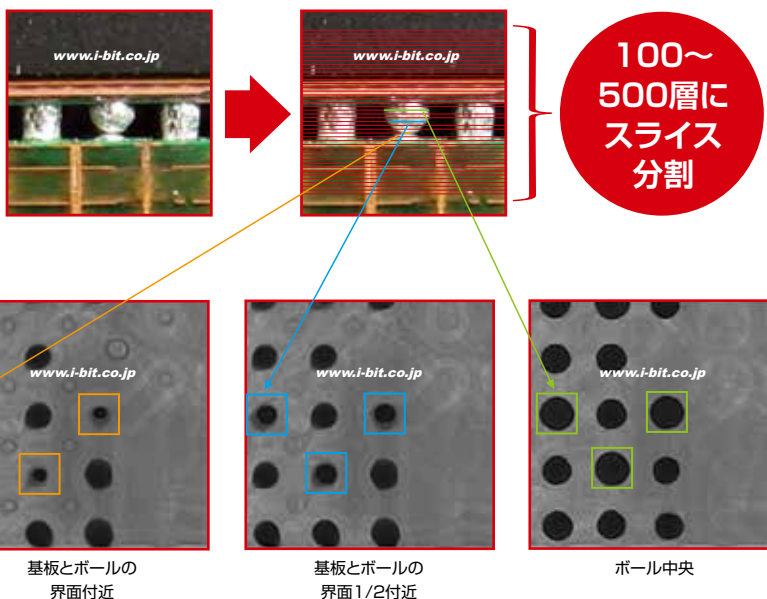 www.i-bit.co.jp
www.i-bit.co.jp
100～
500層に
スライス
分割
www.i-bit.co.jp
www.i-bit.co.jp
www.i-bit.co.jp
基板とボールの
界面付近
基板とボールの
界面1/2付近
ボール中央